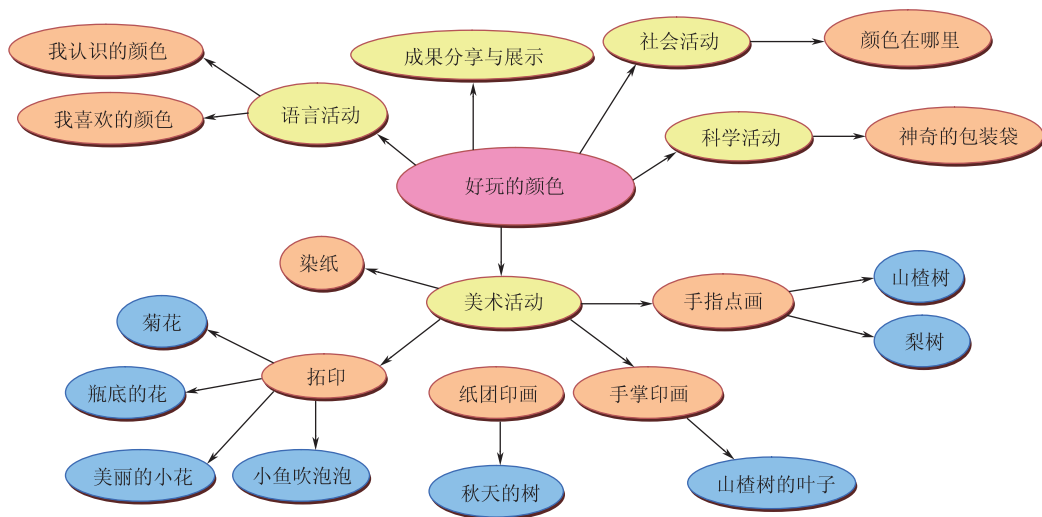 我认识的颜色
成果分享与展示
社会活动
颜色在哪里
我喜欢的颜色
语言活动
科学活动
神奇的包装袋
好玩的颜色
染纸
美术活动
手指点画
山楂树
菊花
梨树
拓印
瓶底的花
纸团印画
手掌印画
美丽的小花
小鱼吹泡泡
秋天的树
山楂树的叶子